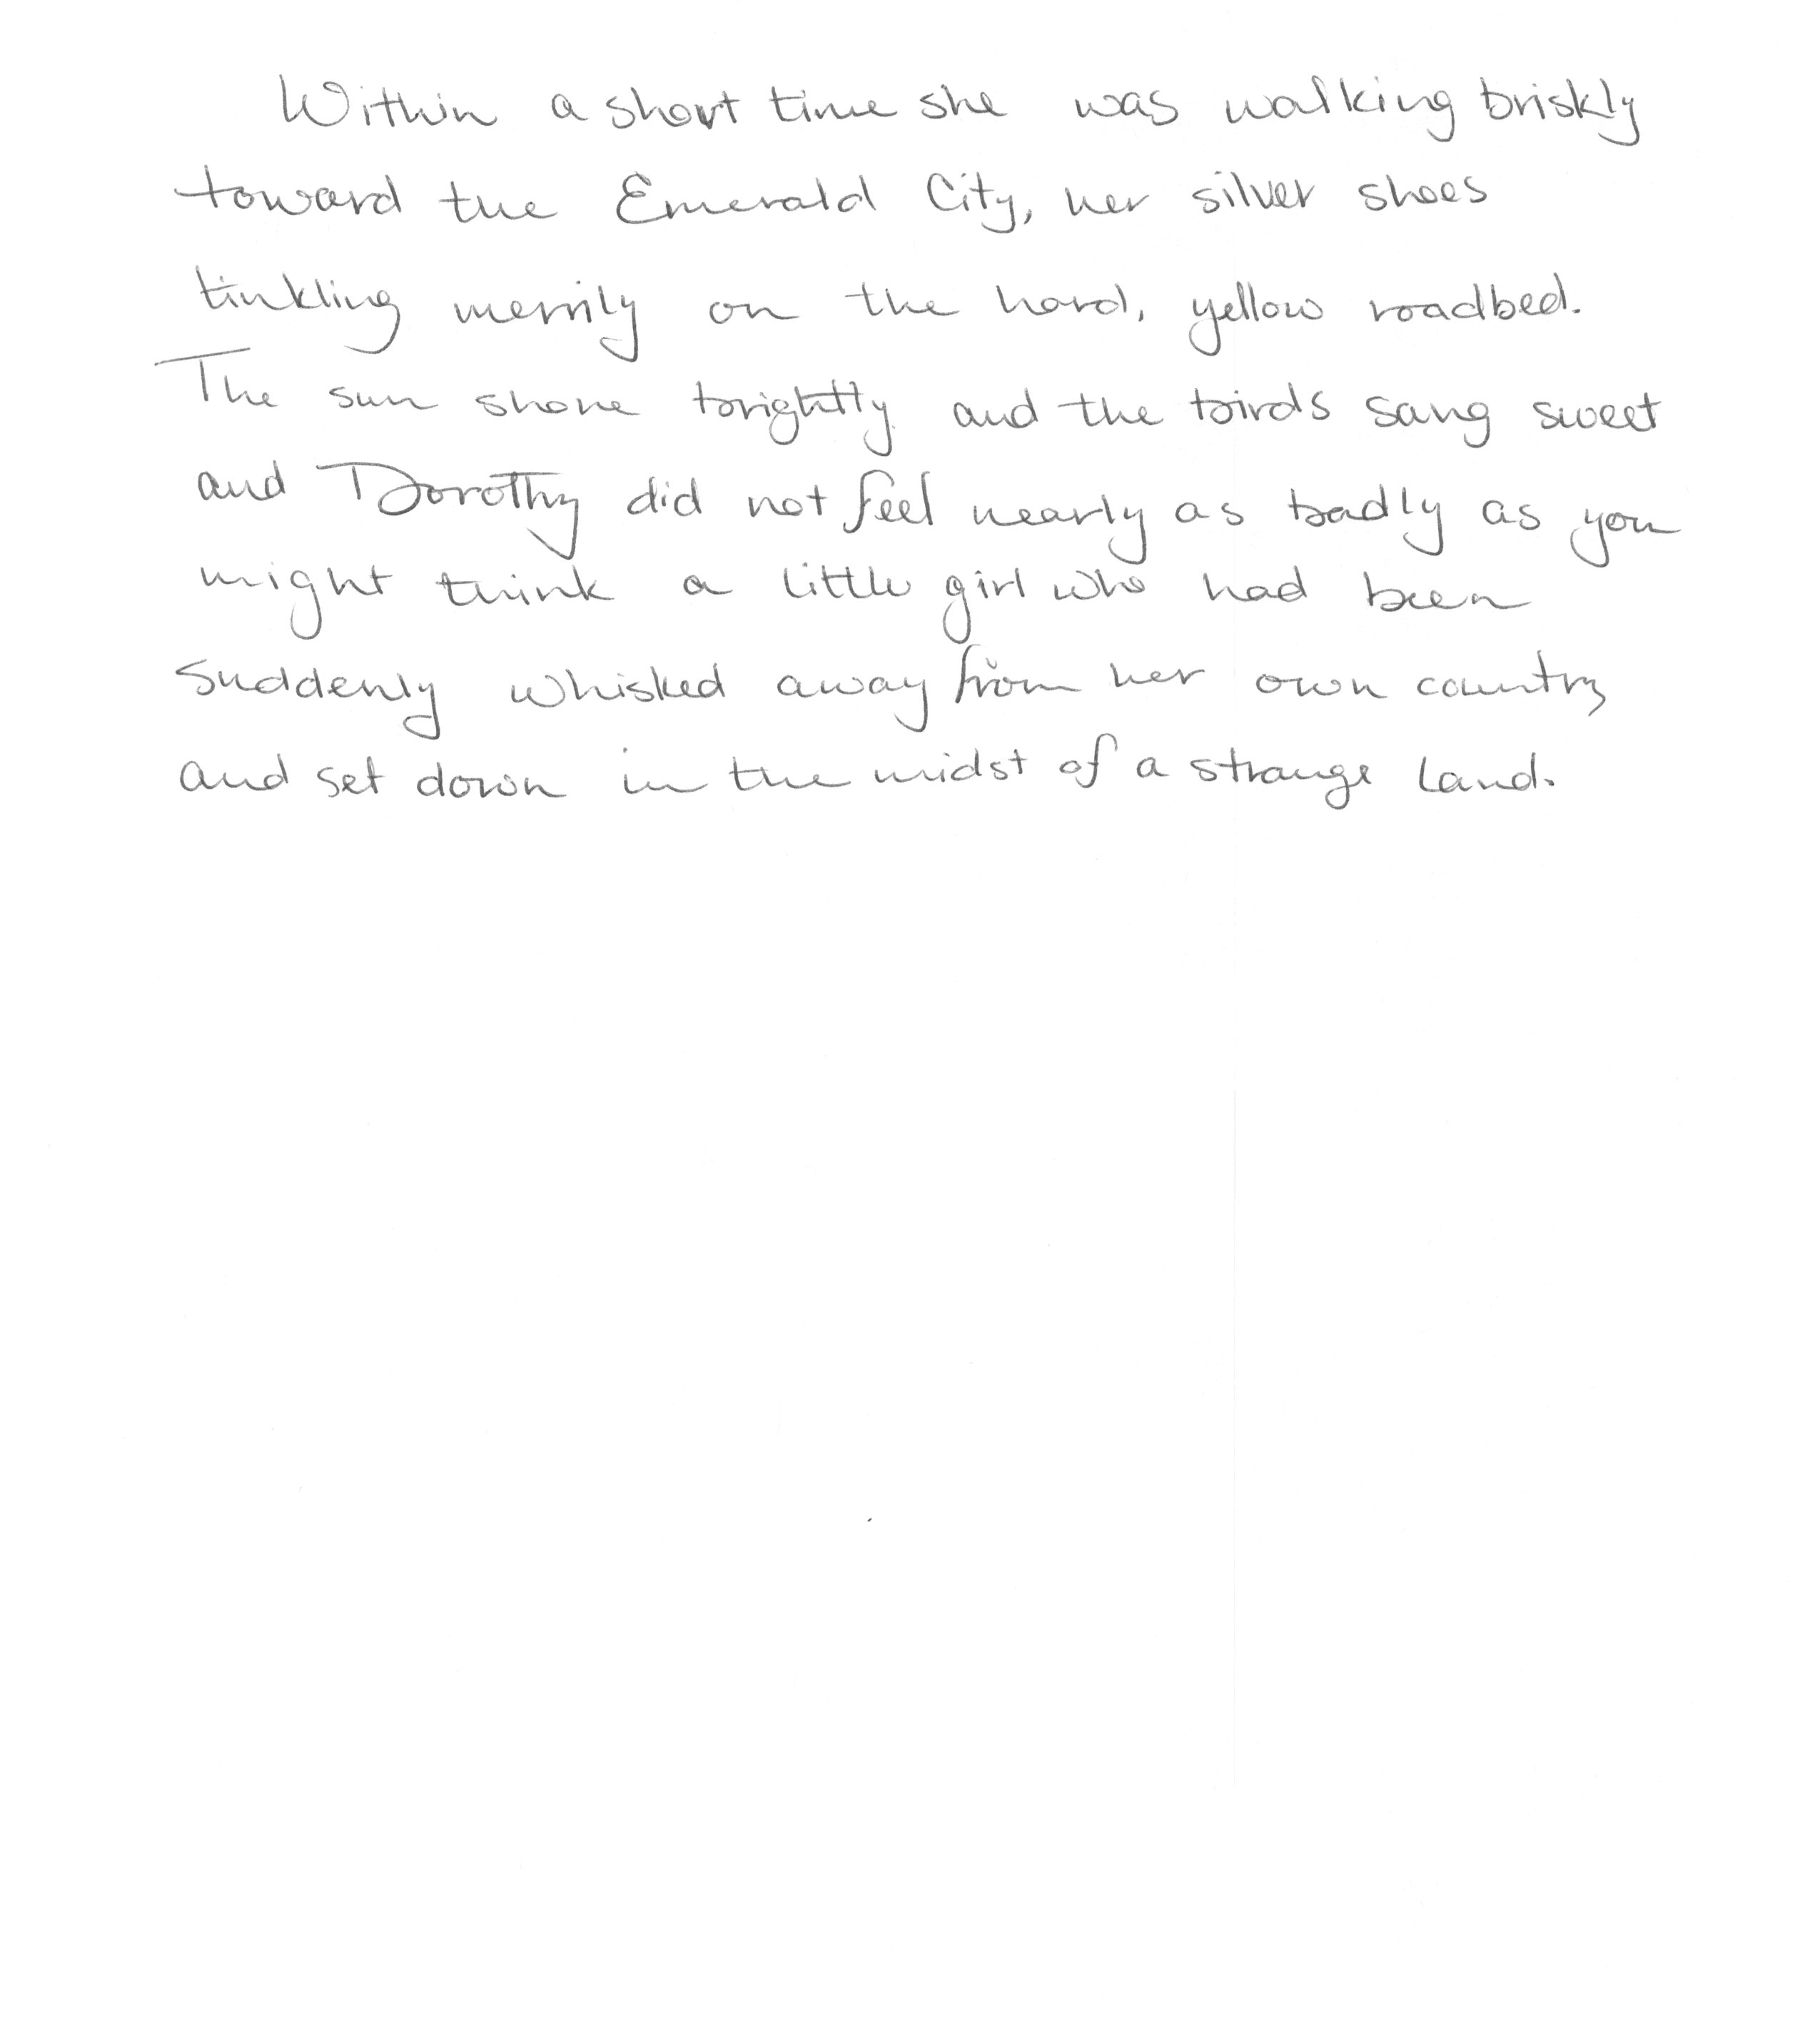 Within a short time she was walking briskly
toward the Emerald City, her silver shoes
tinkling merrily on the hard, yellow roadbed.
The sun shone brightly and the birds sang sweet
and Dorothy did not feel nearly as badly as you
might think a little girl who had been
suddenly whisked away from her own country
and set down in the midst of a strange land.